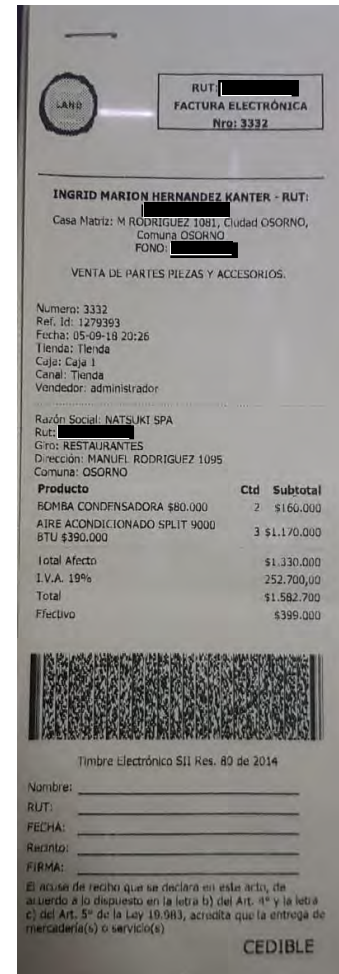 LAND
RUT:
FACTURA ELECTRÓNICA
Nro: 3332
INGRID MARION HERNANDEZ KANTER - RUT:
Casa Matriz: M RODRIGUEZ 1081, Ciudad OSORNO,
Comuna OSORNO
FONO:
VENTA DE PARTES PIEZAS Y ACCESORIOS.
Numero: 3332
Ref. Id: 1279393
Fecha: 05-09-18 20:26
Tienda: Tienda
Caja: Caja 1
Canal: Tienda
Vendedor: administrador
Razón Social: NATSUKI SPA
Rut:
Giro: RESTAURANTES
Dirección: MANUEL RODRIGUEZ 1095
Comuna: OSORNO
Producto Ctd Subtotal
BOMBA CONDENSADORA $80.000 2 $160.000
AIRE ACONDICIONADO SPLIT 9000
BTU $390.000 3 $1.170.000
Total Afecto $1.330.000
I.V.A. 19% 252.700,00
Total $1.582.700
Efectivo $399.000
Timbre Electrónico SII Res. 80 de 2014
Nombre:
RUT:
FECHA:
Recinto:
FIRMA:
El acuse de recibo que se declara en este acto, de
acuerdo a lo dispuesto en la letra b) del Art. 4° y la letra
c) del Art. 5° de la Ley 19.983, acredita que la entrega de
mercadería(s) o servicio(s)
CEDIBLE